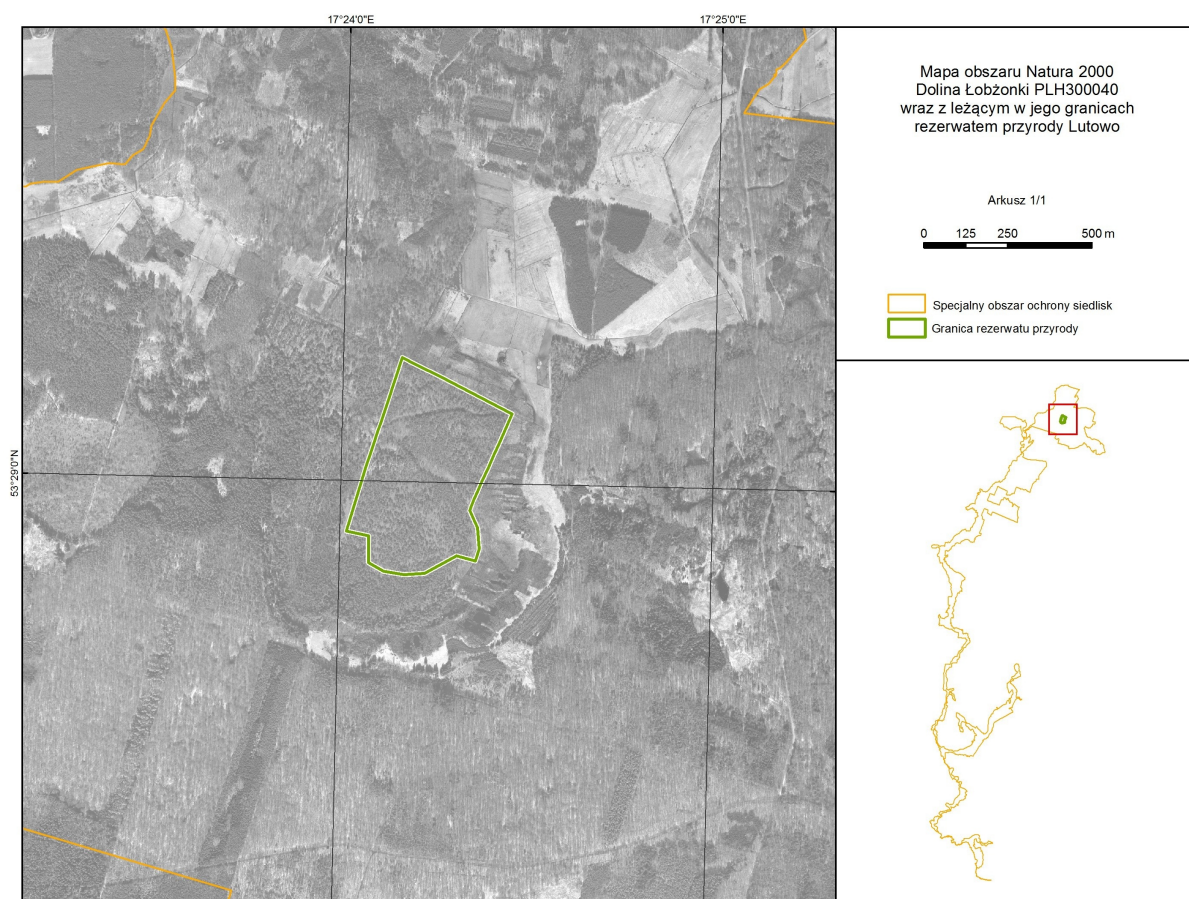 17°24'0"E
17°25'0"E
53°29'0"N
Mapa obszaru Natura 2000
Dolina Łobżonki PLH300040
wraz z leżącym w jego granicach
rezerwatem przyrody Lutowo
Arkusz 1/1
0 125 250 500 m
Specjalny obszar ochrony siedlisk
Granica rezerwatu przyrody